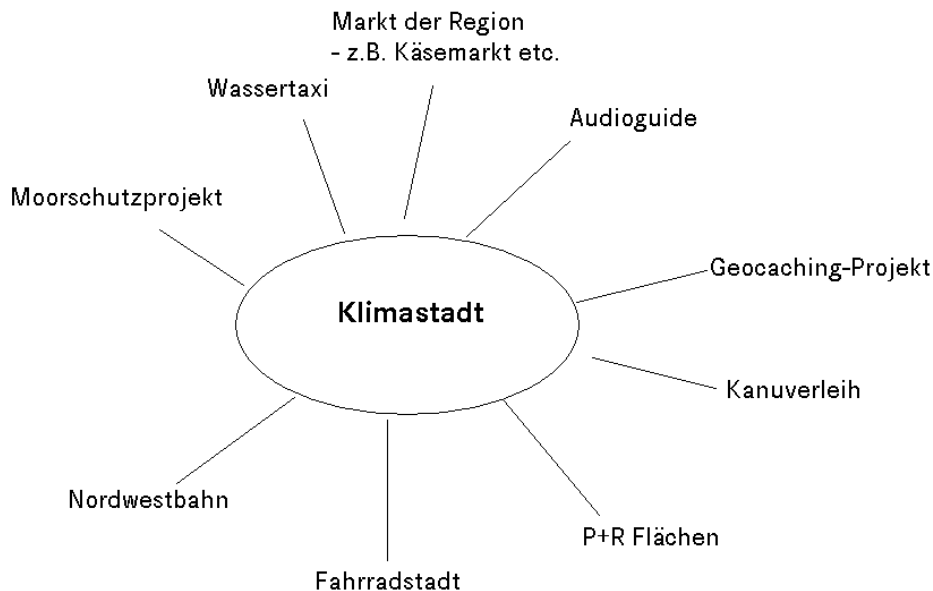 Markt der Region
- z.B. Käsemarkt etc.
Wassertaxi
Audioguide
Moorschutzprojekt
Geocaching-Projekt
Klimastadt
Kanuverleih
Nordwestbahn
P+R Flächen
Fahrradstadt